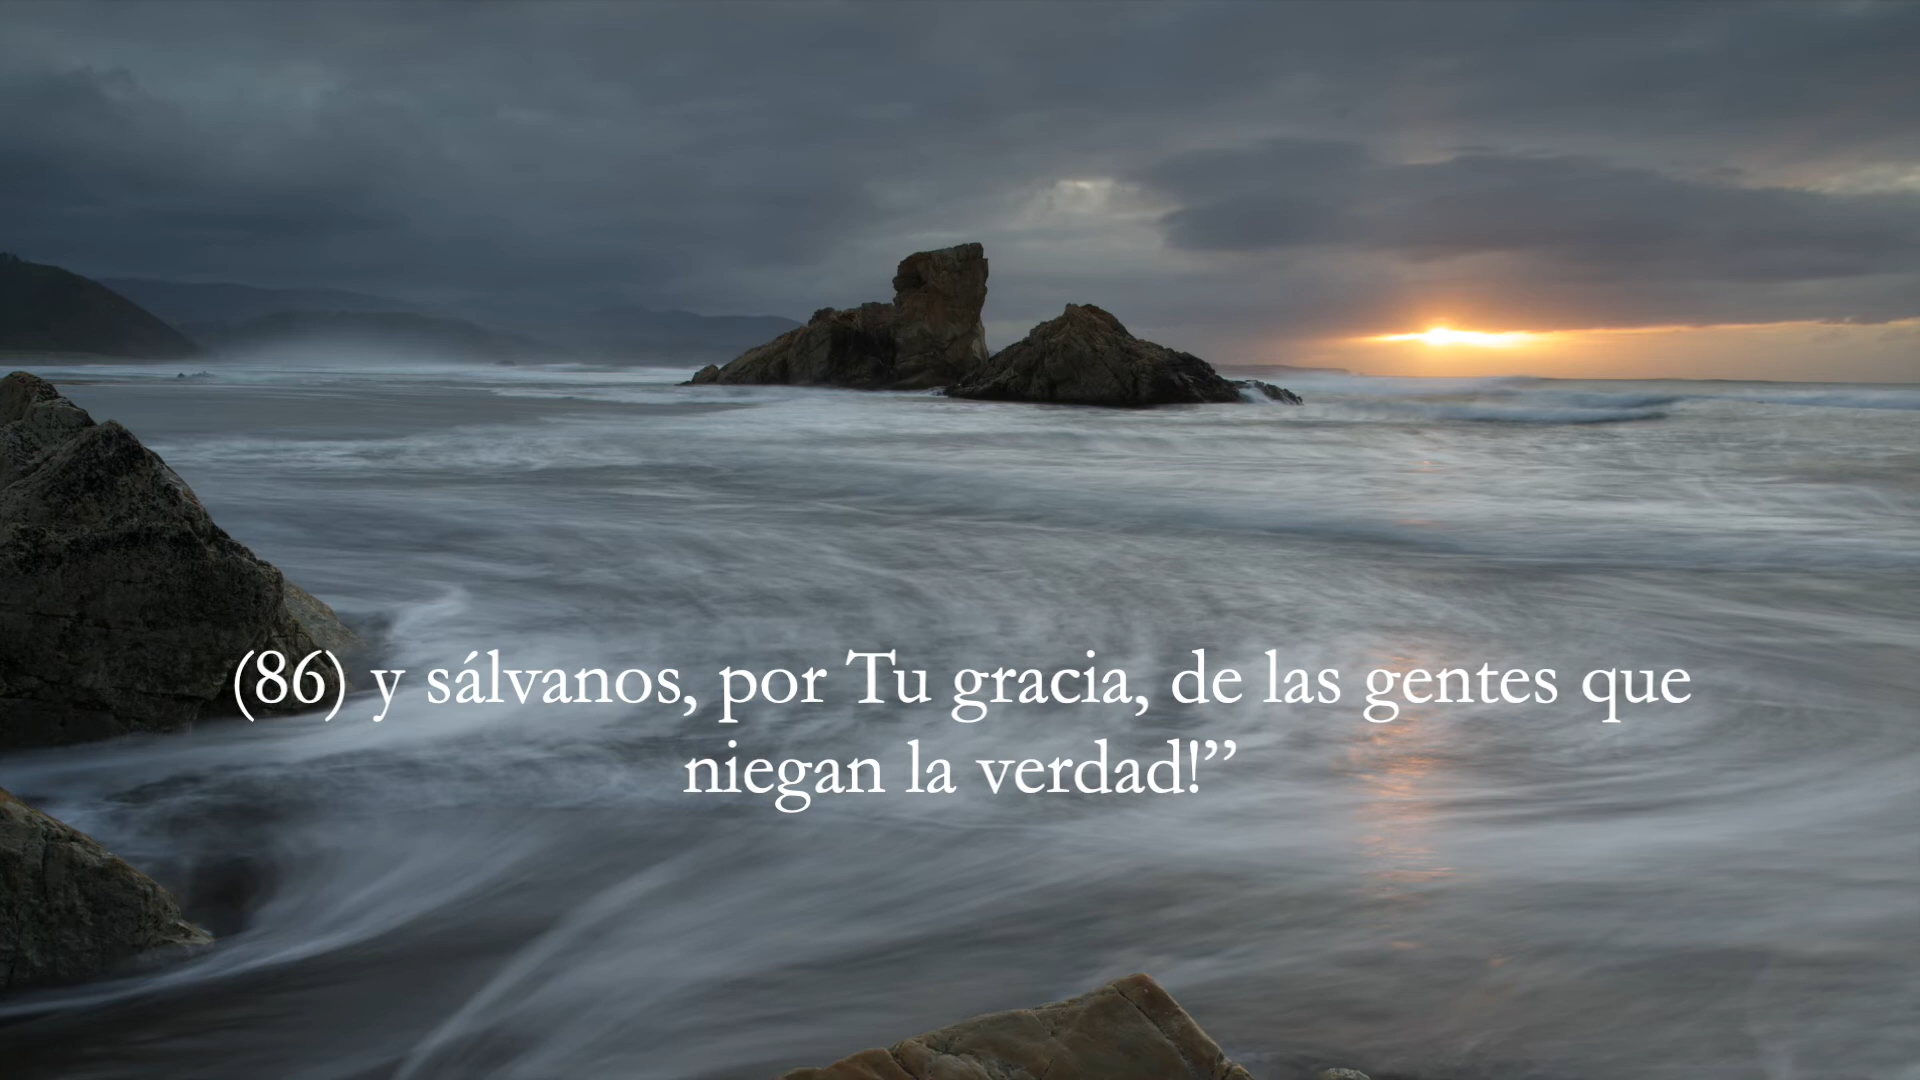 (86) y sálvanos, por Tu gracia, de las gentes que
niegan la verdad!”